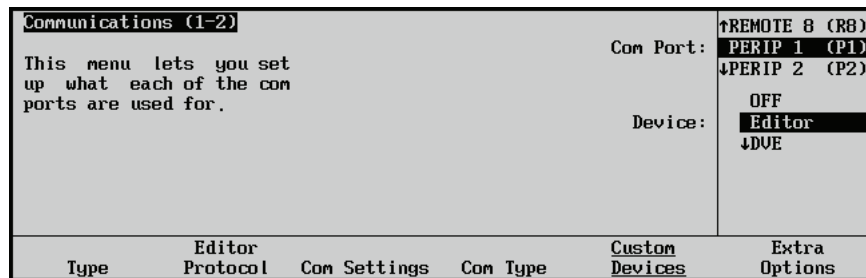 Communications (1-2)
This menu lets you set
up what each of the com
ports are used for.
Com Port:
↑REMOTE 8 (R8)
PERIP 1 (P1)
↓PERIP 2 (P2)
Device:
OFF
Editor
↓DVE
Type
Editor
Protocol
Com Settings
Com Type
Custom
Devices
Extra
Options